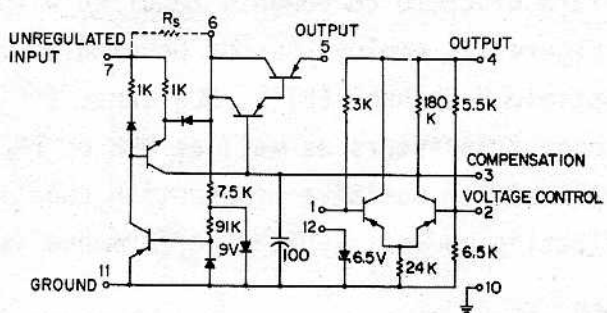 Rs
6
OUTPUT
UNREGULATED
INPUT
5
OUTPUT
7
4
1K
1K
3K
180
K
5.5K
COMPENSATION
3
7.5 K
VOLTAGE CONTROL
1
2
12
91K
9V
100
6.5V
6.5K
24K
GROUND
11
10